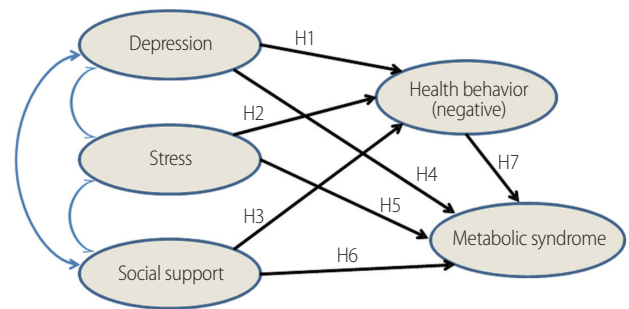 Depression
H1
Health behavior
(negative)
H2
Stress
H4
H7
H3
H5
Metabolic syndrome
Social support
H6